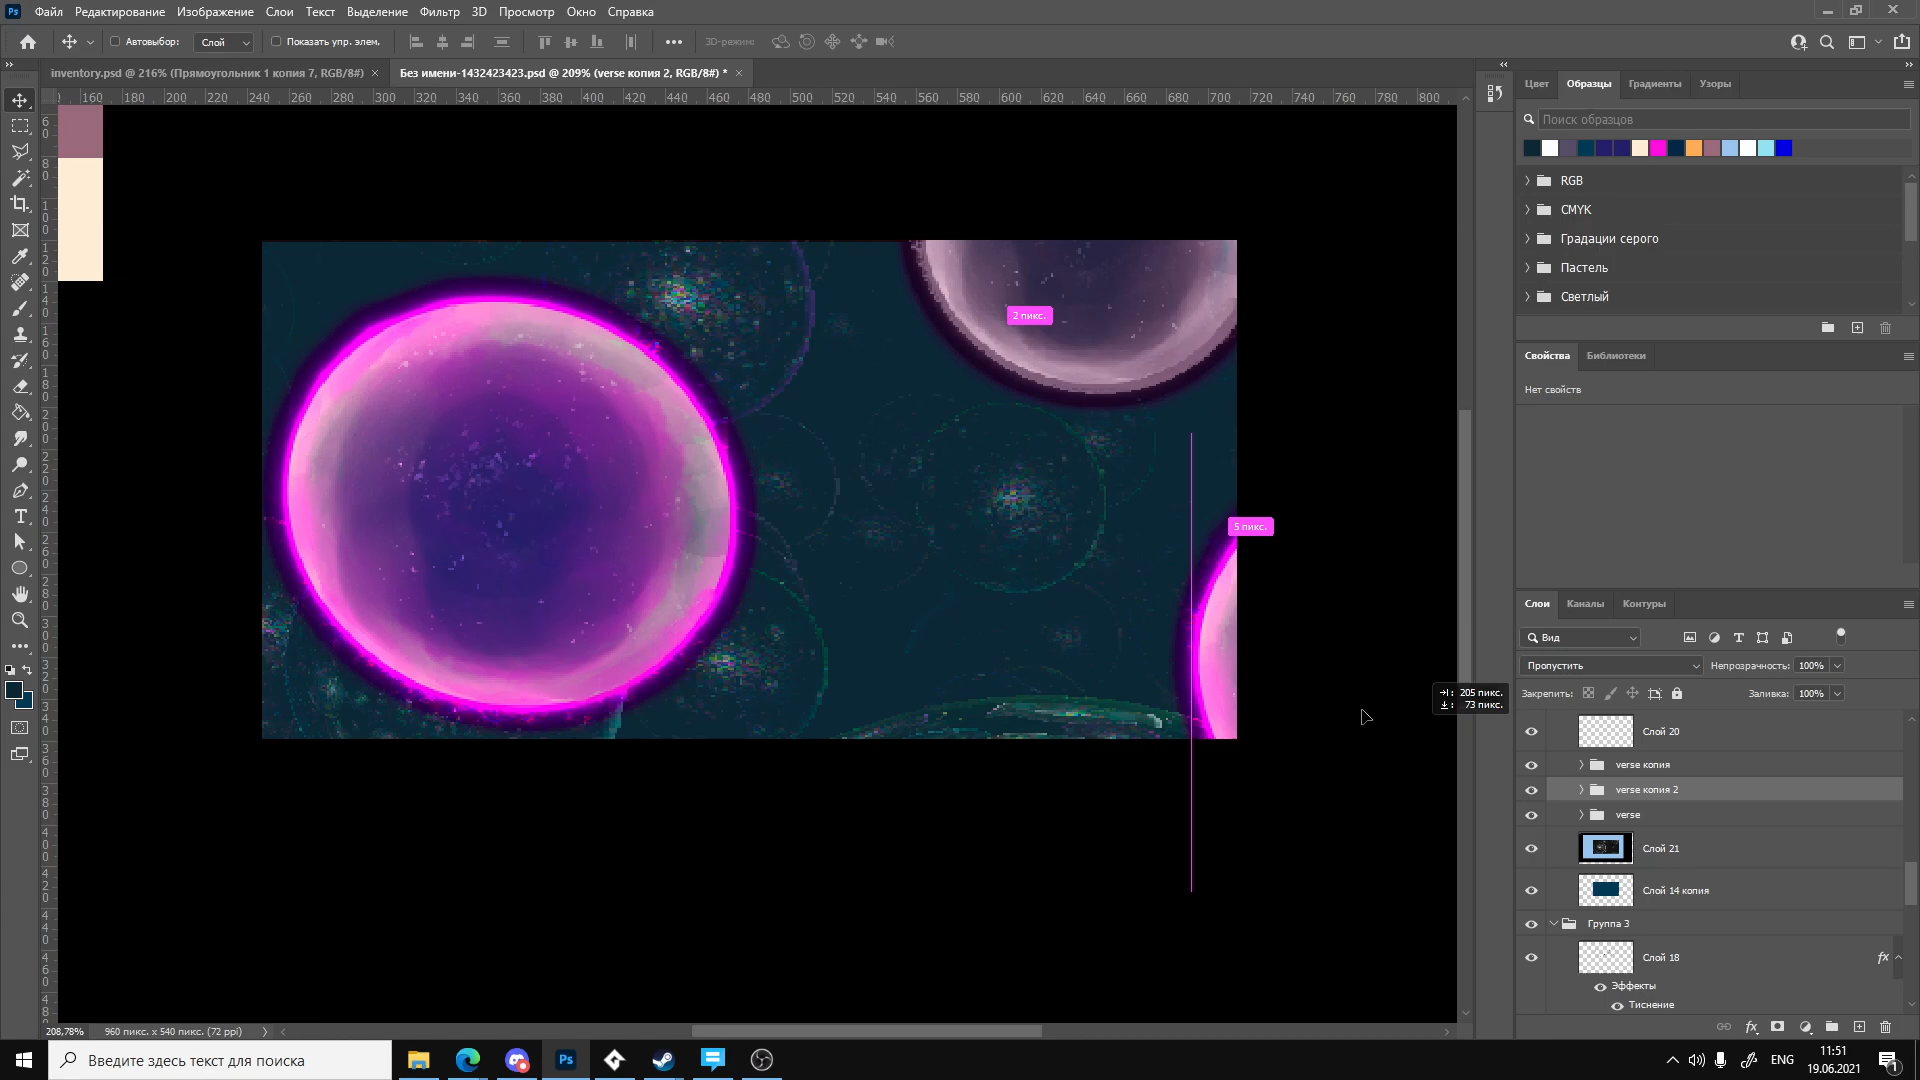 Ps Файл Редактирование Изображение Слои Текст Выделение Фильтр 3D Просмотр Окно Справка
Автовыбор: Слой Показать упр. элем. 3D-режим:
inventory.psd @ 216% (Прямоугольник 1 копия 7, RGB/8#) × Без имени-1432423423.psd @ 209% (verse копия 2, RGB/8#) * ×
160 180 200 220 240 260 280 300 320 340 360 380 400 420 440 460 480 500 520 540 560 580 600 620 640 660 680 700 720 740 760 780 800
Цвет Образцы Градиенты Узоры
Поиск образцов
RGB
CMYK
Градации серого
Пастель
Светлый
2 пикс.
Свойства Библиотеки
Нет свойств
5 пикс.
Слои Каналы Контуры
Вид
Пропустить Непрозрачность: 100%
Закрепить: Заливка: 100%
205 пикс.
73 пикс.
Слой 20
verse копия
verse копия 2
verse
Слой 21
Слой 14 копия
Группа 3
Слой 18 fx
Эффекты
Тиснение
208,78% 960 пикс. x 540 пикс. (72 ppi)
fx
Введите здесь текст для поиска
Ps
ENG
11:51
19.06.2021
1